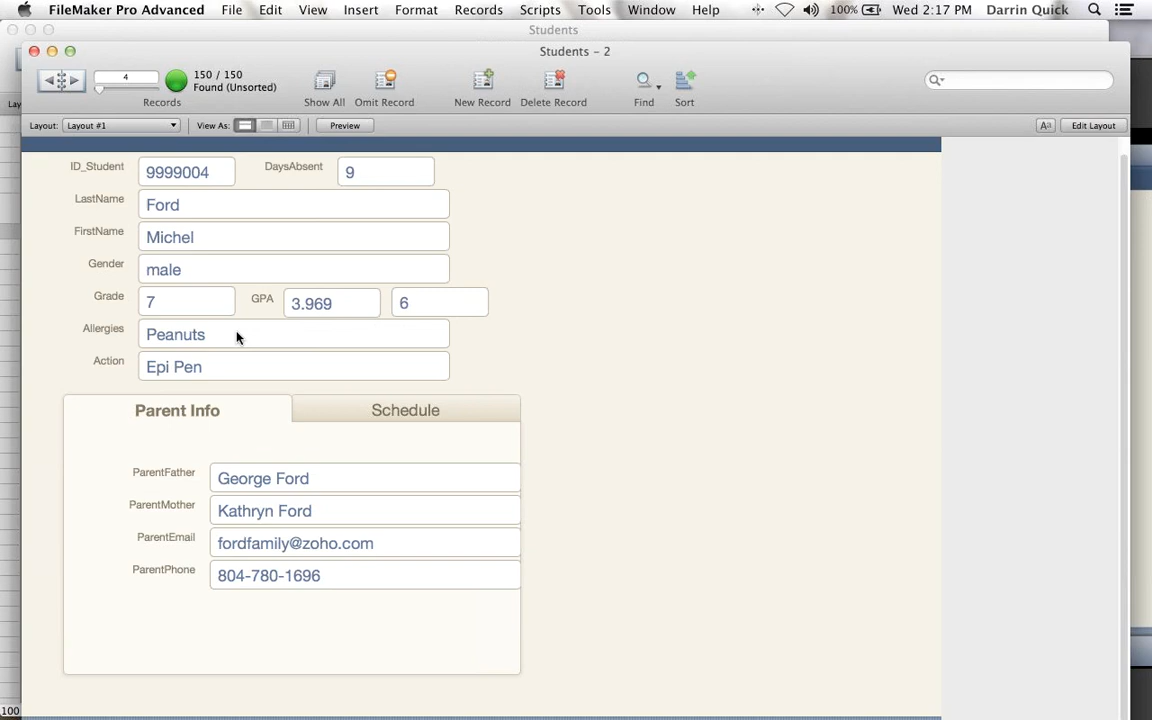 FileMaker Pro Advanced File Edit View Insert Format Records Scripts Tools Window Help 100% Wed 2:17 PM Darrin Quick
Students
Students – 2
4 150 / 150
Found (Unsorted)
Records Show All Omit Record New Record Delete Record Find Sort
Lay
Layout: Layout #1 View As: Preview Aa Edit Layout
ID_Student 9999004 DaysAbsent 9
LastName Ford
FirstName Michel
Gender male
Grade 7 GPA 3.969 6
Allergies Peanuts
Action Epi Pen
Parent Info Schedule
ParentFather George Ford
ParentMother Kathryn Ford
ParentEmail fordfamily@zoho.com
ParentPhone 804-780-1696
100